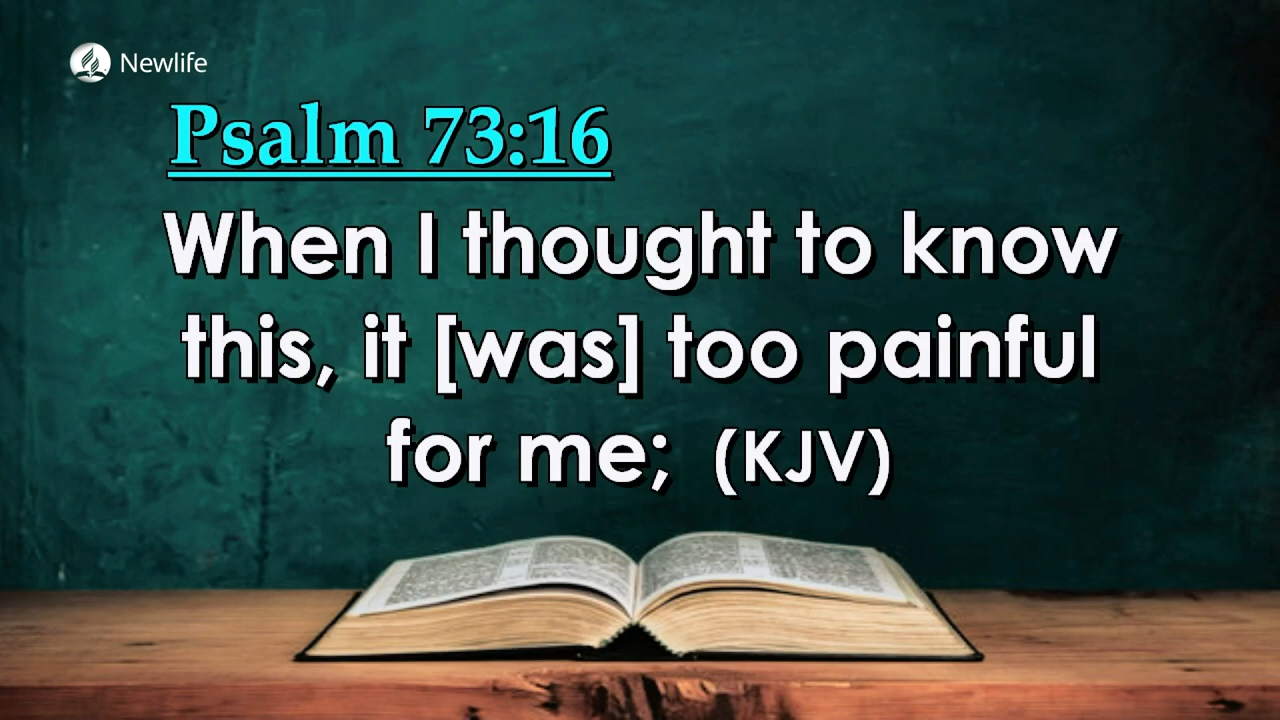 Newlife
Psalm 73:16
When I thought to know
this, it [was] too painful
for me; (KJV)